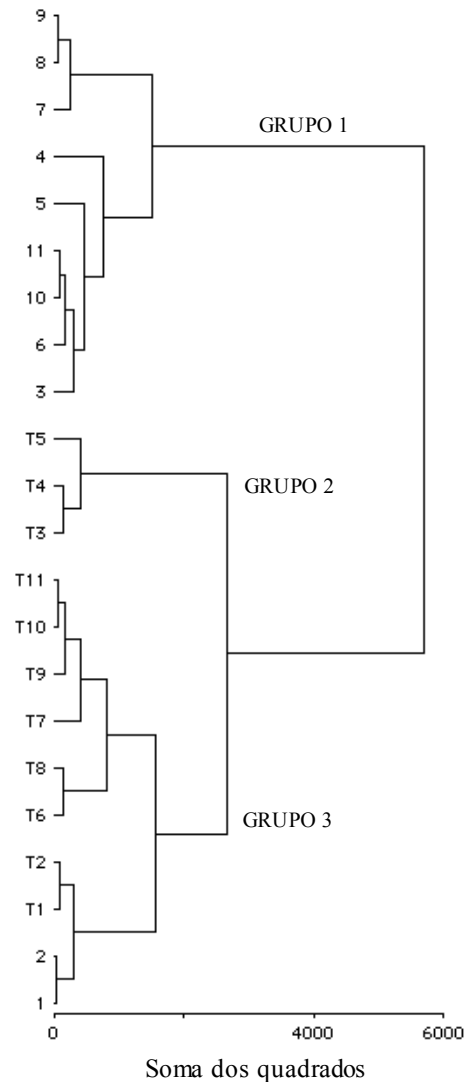 9
8
7
GRUPO 1
4
5
11
10
6
3
T5
T4
GRUPO 2
T3
T11
T10
T9
T7
T8
T6
GRUPO 3
T2
T1
2
1
0 4000 6000
Soma dos quadrados